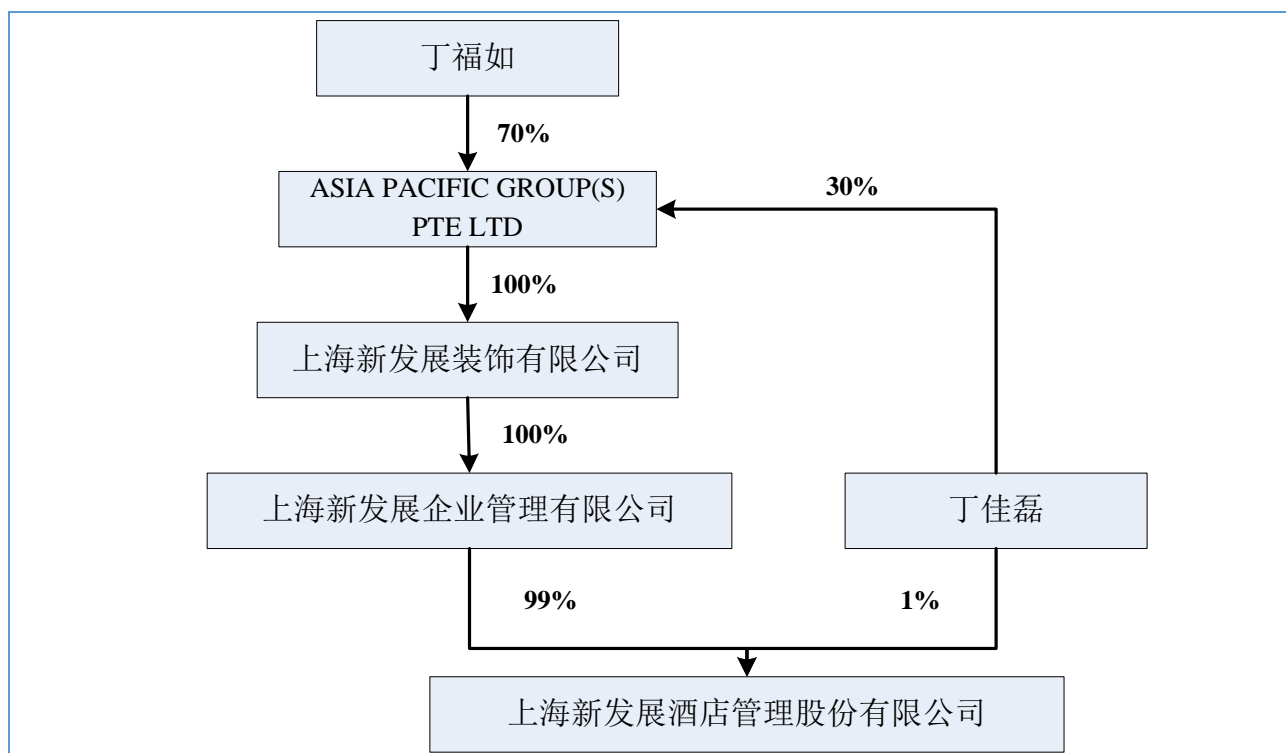 丁福如
70%
ASIA PACIFIC GROUP(S)
PTE LTD
30%
100%
上海新发展装饰有限公司
100%
上海新发展企业管理有限公司
丁佳磊
99%
1%
上海新发展酒店管理股份有限公司